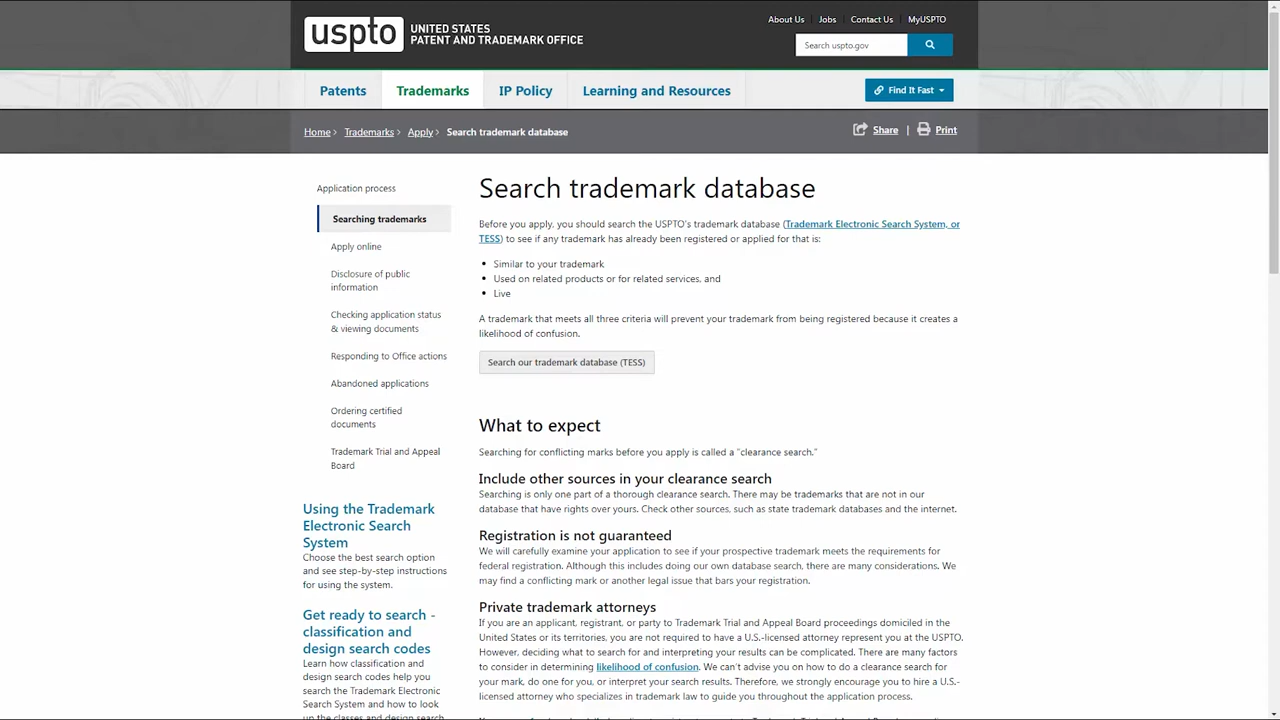 uspto
UNITED STATES
PATENT AND TRADEMARK OFFICE
About Us
Jobs
Contact Us
MyUSPTO
Search uspto.gov
Patents
Trademarks
IP Policy
Learning and Resources
Find It Fast
Home
Trademarks
Apply
Search trademark database
Share
|
Print
Application process
Searching trademarks
Apply online
Disclosure of public
information
Checking application status
& viewing documents
Responding to Office actions
Abandoned applications
Ordering certified
documents
Trademark Trial and Appeal
Board
Using the Trademark
Electronic Search
System
Choose the best search option
and see step-by-step instructions
for using the system.
Get ready to search -
classification and
design search codes
Learn how classification and
design search codes help you
search the Trademark Electronic
Search System and how to look
up the classes and design search
Search trademark database
Before you apply, you should search the USPTO's trademark database (Trademark Electronic Search System, or
TESS) to see if any trademark has already been registered or applied for that is:
• Similar to your trademark
• Used on related products or for related services, and
• Live
A trademark that meets all three criteria will prevent your trademark from being registered because it creates a
likelihood of confusion.
Search our trademark database (TESS)
What to expect
Searching for conflicting marks before you apply is called a "clearance search."
Include other sources in your clearance search
Searching is only one part of a thorough clearance search. There may be trademarks that are not in our
database that have rights over yours. Check other sources, such as state trademark databases and the internet.
Registration is not guaranteed
We will carefully examine your application to see if your prospective trademark meets the requirements for
federal registration. Although this includes doing our own database search, there are many considerations. We
may find a conflicting mark or another legal issue that bars your registration.
Private trademark attorneys
If you are an applicant, registrant, or party to Trademark Trial and Appeal Board proceedings domiciled in the
United States or its territories, you are not required to have a U.S.-licensed attorney represent you at the USPTO.
However, deciding what to search for and interpreting your results can be complicated. There are many factors
to consider in determining likelihood of confusion. We can't advise you on how to do a clearance search for
your mark, do one for you, or interpret your search results. Therefore, we strongly encourage you to hire a U.S.-
licensed attorney who specializes in trademark law to guide you throughout the application process.